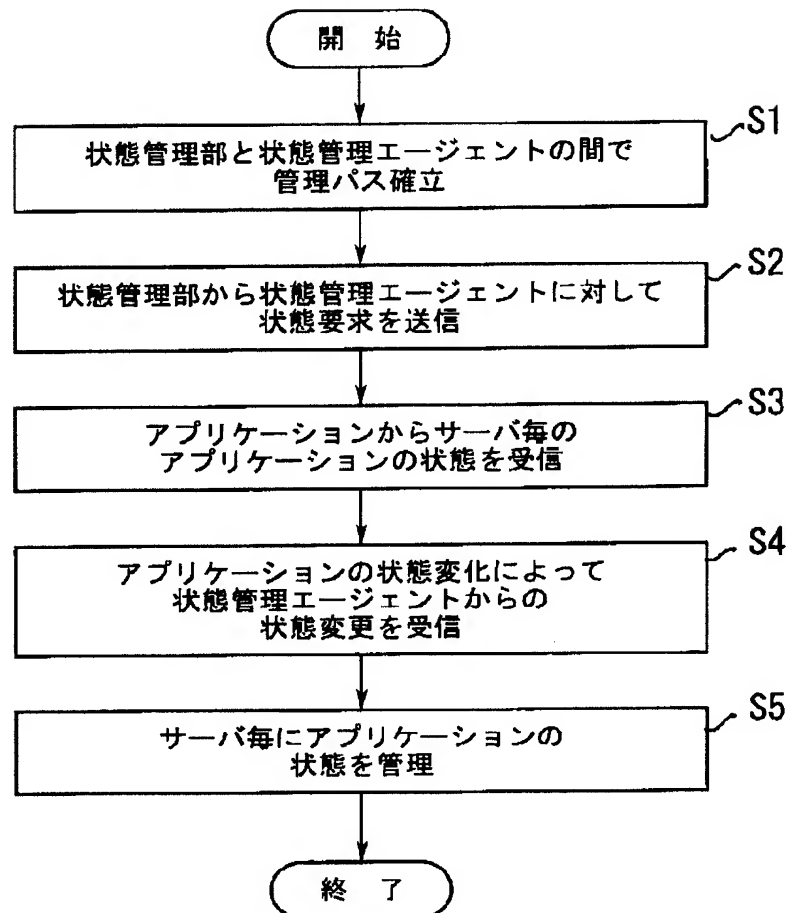 開 始
S1
状態管理部と状態管理エージェントの間で
管理パス確立
S2
状態管理部から状態管理エージェントに対して
状態要求を送信
S3
アプリケーションからサーバ毎の
アプリケーションの状態を受信
S4
アプリケーションの状態変化によって
状態管理エージェントからの
状態変更を受信
S5
サーバ毎にアプリケーションの
状態を管理
終 了